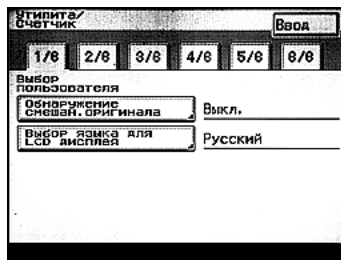 Утилита/
Счетчик
Ввод
1/6 2/6 3/6 4/6 5/6 6/6
Выбор
пользователя
Обнаружение
смешан.оригинала
Выкл.
Выбор языка для
LCD дисплея
Русский